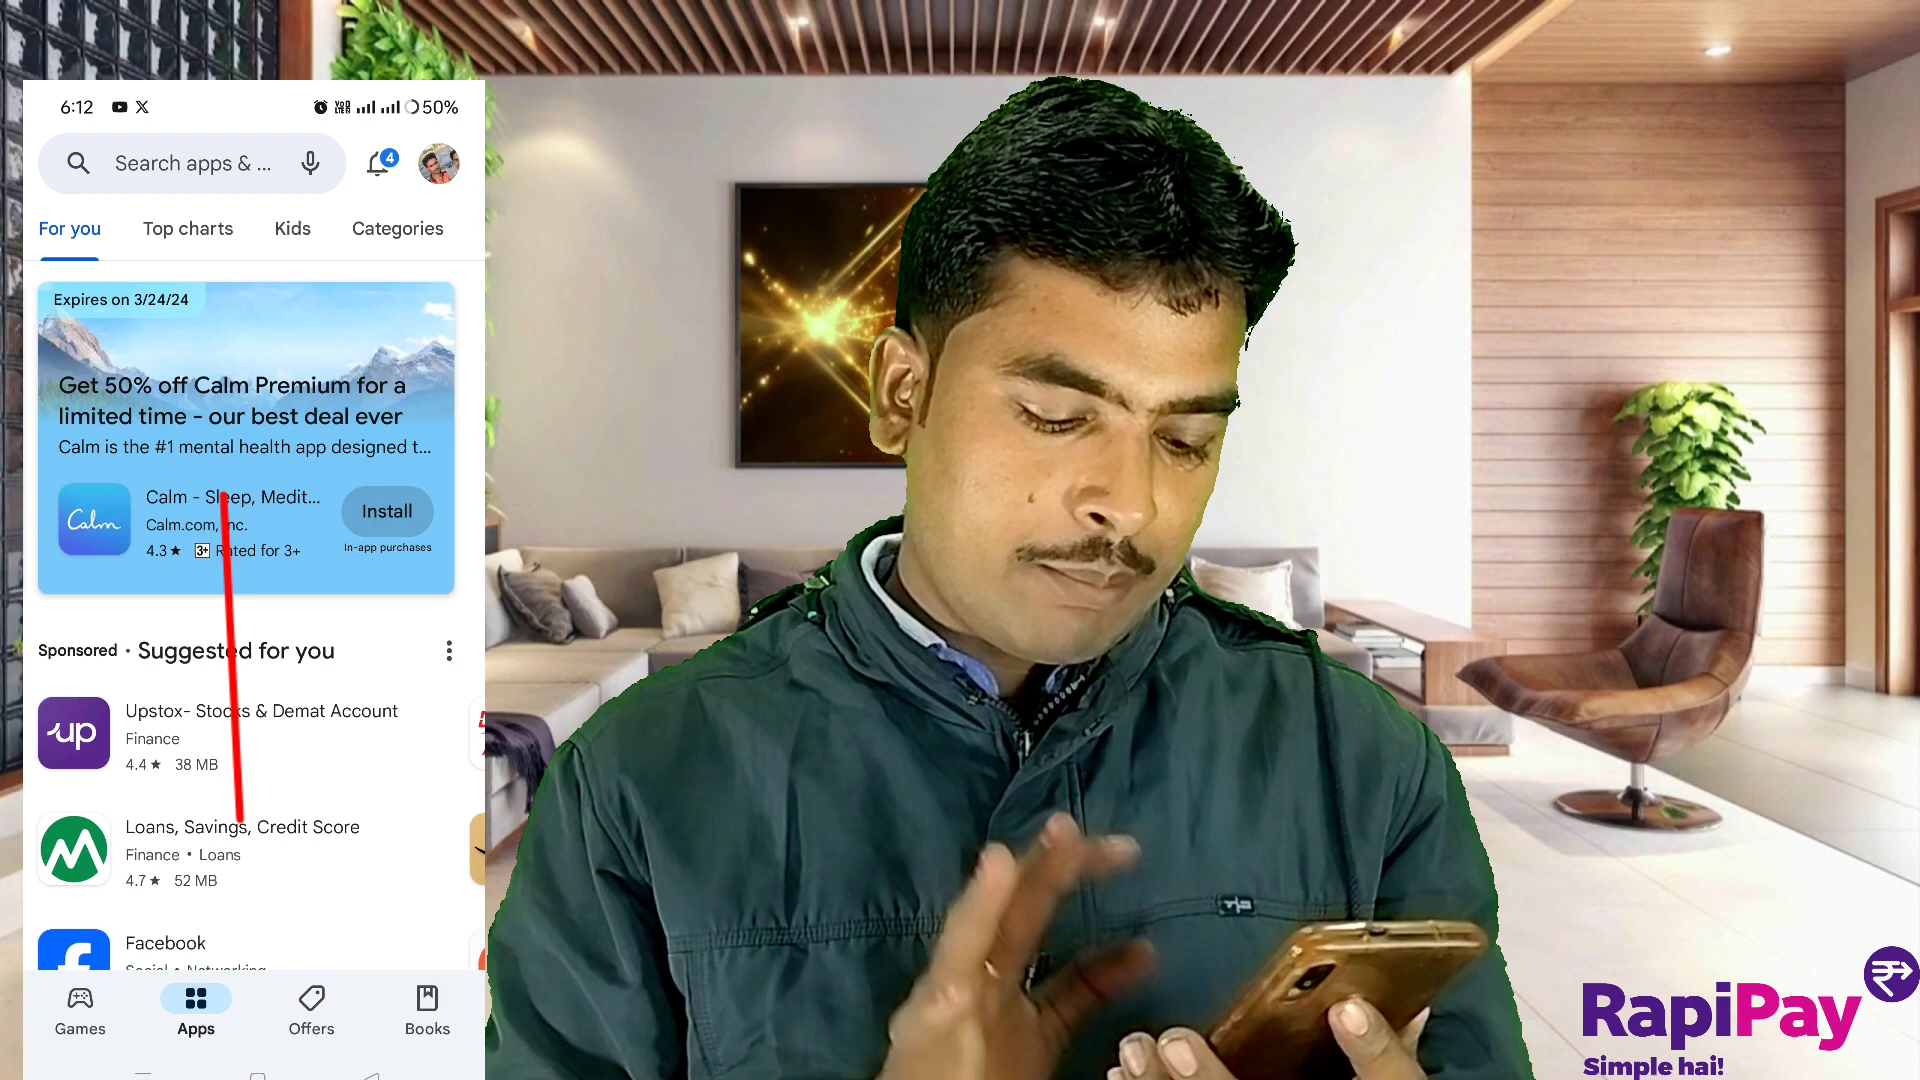 6:12 50%
Search apps & ...
4
For you Top charts Kids Categories
Expires on 3/24/24
Get 50% off Calm Premium for a
limited time - our best deal ever
Calm is the #1 mental health app designed t...
Calm
Calm - Sleep, Medit...
Calm.com, Inc.
4.3★ 3+ Rated for 3+
Install
In-app purchases
Sponsored • Suggested for you
up
Upstox- Stocks & Demat Account
Finance
4.4★ 38 MB
Loans, Savings, Credit Score
Finance • Loans
4.7★ 52 MB
Facebook
Social • Networking
Games Apps Offers Books
RapiPay
Simple hai!